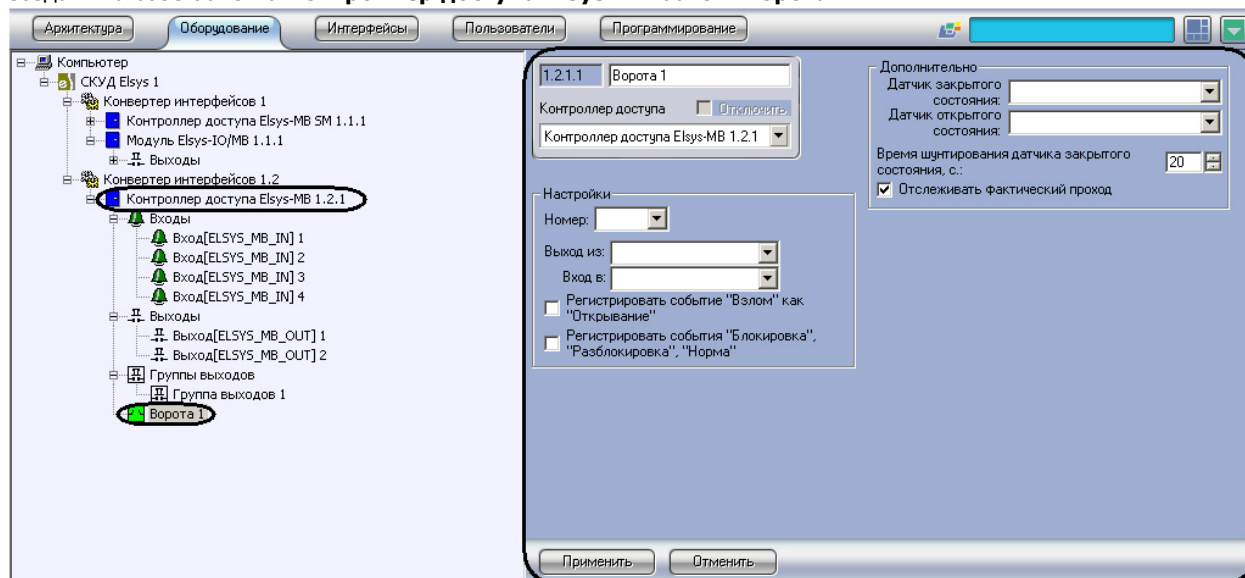 Архитектура Оборудование Интерфейсы Пользователи Программирование
Компьютер
СКУД Elsys 1
Конвертер интерфейсов 1
Контроллер доступа Elsys-MB SM 1.1.1
Модуль Elsys-IO/MB 1.1.1
Выходы
Конвертер интерфейсов 1.2
Контроллер доступа Elsys-MB 1.2.1
Входы
Вход[ELSYS_MB_IN] 1
Вход[ELSYS_MB_IN] 2
Вход[ELSYS_MB_IN] 3
Вход[ELSYS_MB_IN] 4
Выходы
Выход[ELSYS_MB_OUT] 1
Выход[ELSYS_MB_OUT] 2
Группы выходов
Группа выходов 1
Ворота 1
1.2.1.1 Ворота 1
Контроллер доступа Отключить
Контроллер доступа Elsys-MB 1.2.1
Настройки
Номер:
Выход из:
Вход в:
Регистрировать событие "Взлом" как
"Открывание"
Регистрировать события "Блокировка",
"Разблокировка", "Норма"
Дополнительно
Датчик закрытого
состояния:
Датчик открытого
состояния:
Время шунтирования датчика закрытого
состояния, с.: 20
Отслеживать фактический проход
Применить Отменить